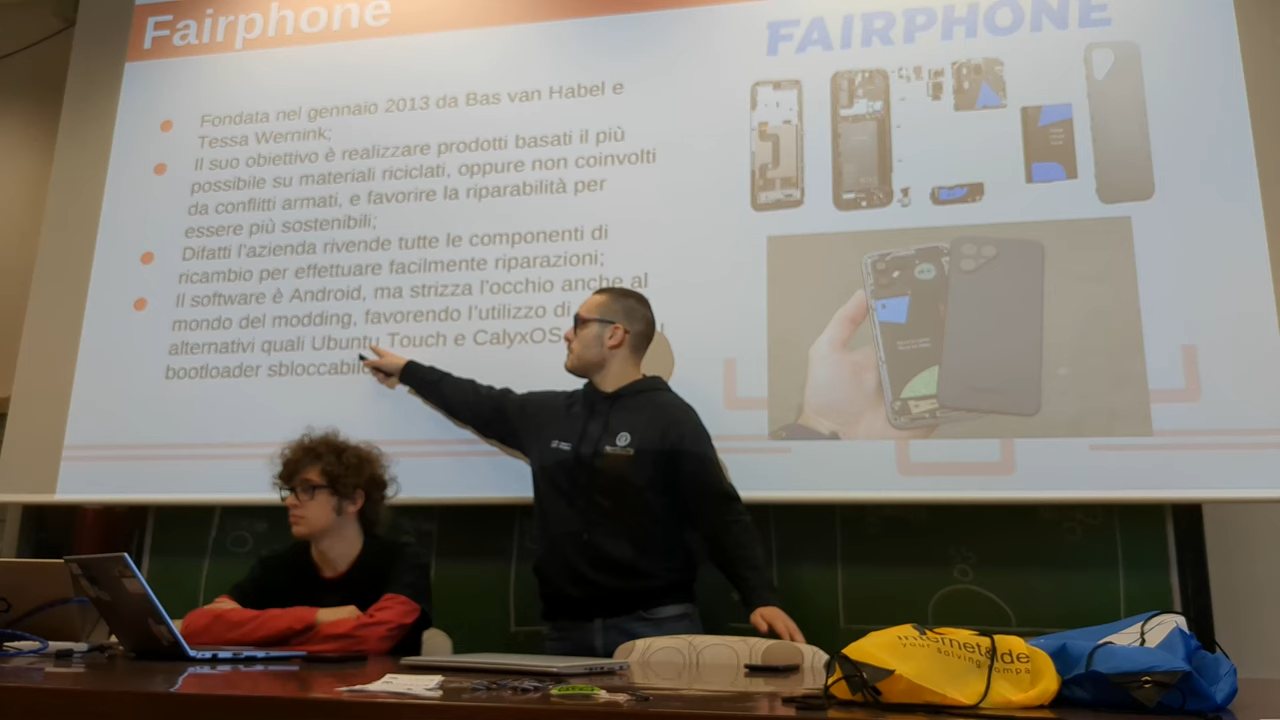 Fairphone
FAIRPHONE
Fondata nel gennaio 2013 da Bas van Habel e
Tessa Wernink;
Il suo obiettivo è realizzare prodotti basati il più
possibile su materiali riciclati, oppure non coinvolti
da conflitti armati, e favorire la riparabilità per
essere più sostenibili;
Difatti l'azienda rivende tutte le componenti di
ricambio per effettuare facilmente riparazioni;
Il software è Android, ma strizza l'occhio anche al
mondo del modding, favorendo l'utilizzo di
alternativi quali Ubuntu Touch e CalyxOS
bootloader
your solving